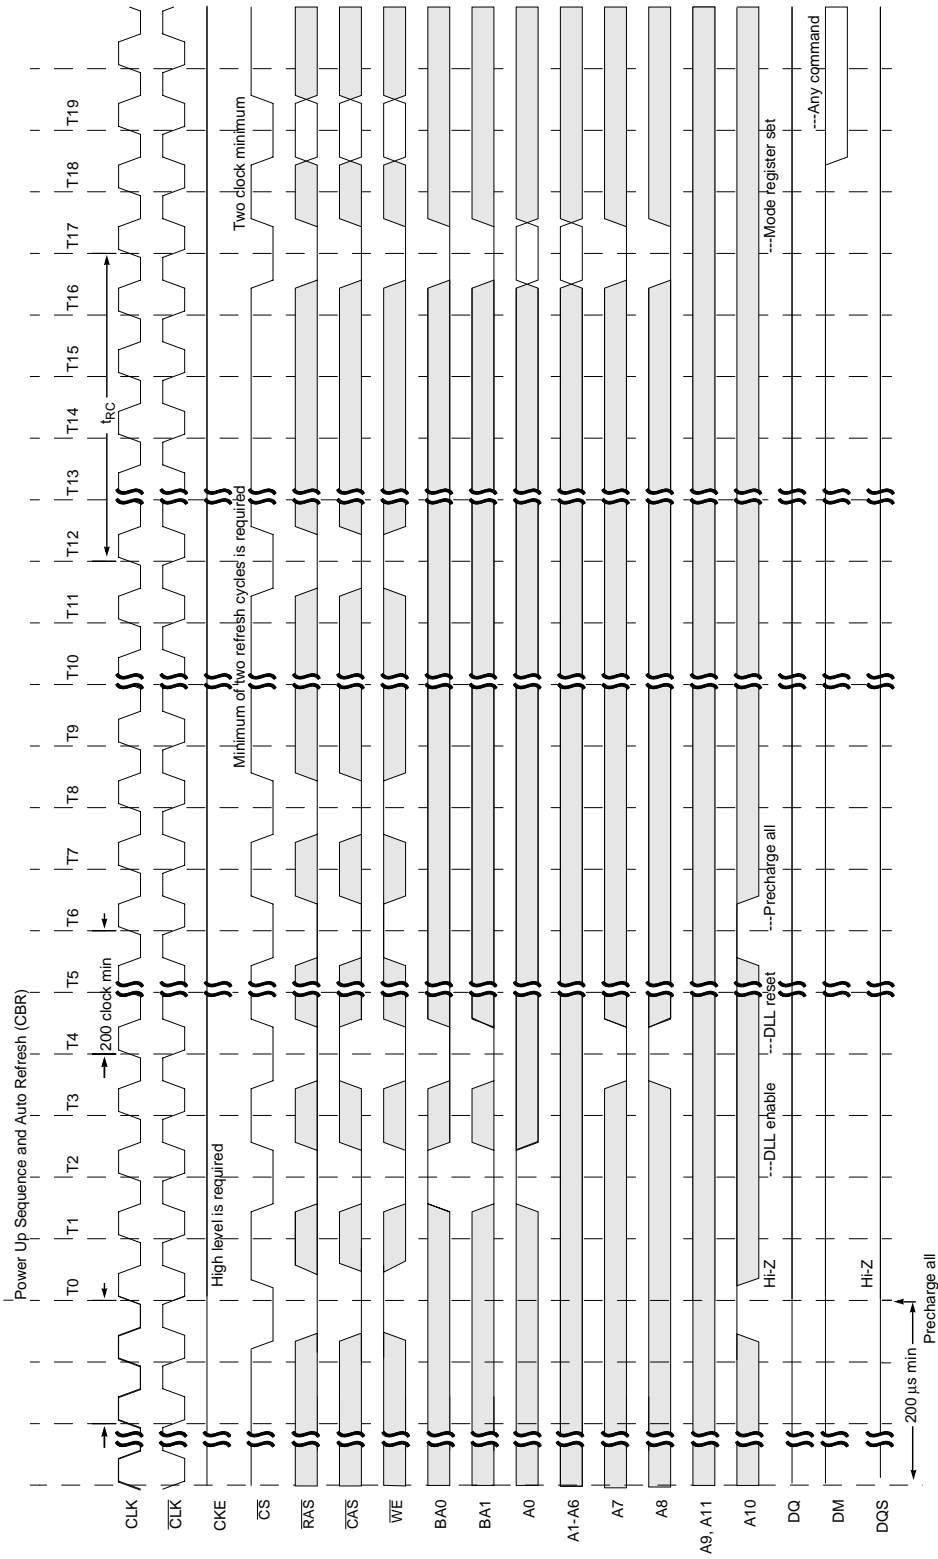 Power Up Sequence and Auto Refresh (CBR)
T0 T1 T2 T3 T4 T5 T6 T7 T8 T9 T10 T11 T12 T13 T14 T15 T16 T17 T18 T19
200 clock min
tRC
CLK
CLK
CKE
High level is required
CS
Minimum of two refresh cycles is required
Two clock minimum
RAS
CAS
WE
BA0
BA1
A0
A1-A6
A7
A8
A9, A11
A10
Hi-Z
---DLL enable
---DLL reset
---Precharge all
---Mode register set
DQ
---Any command
DM
Hi-Z
DQS
200 µs min
Precharge all